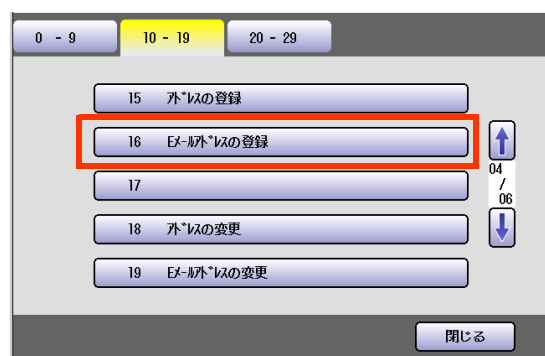 0 - 9
10 - 19
20 - 29
15 ｱﾄﾞﾚｽの登録
16 Eﾒｰﾙｱﾄﾞﾚｽの登録
17
18 ｱﾄﾞﾚｽの変更
19 Eﾒｰﾙｱﾄﾞﾚｽの変更
04
/
06
閉じる